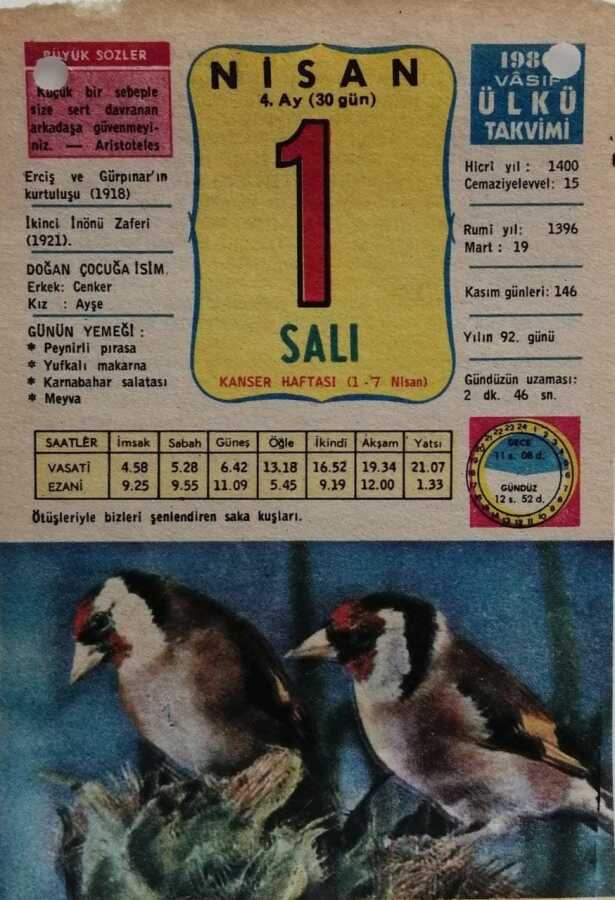 BÜYÜK SÖZLER
Küçük bir sebeple
size sert davranan
arkadaşa güvenmeyi-
niz. — Aristoteles
Erciş ve Gürpınar'ın
kurtuluşu (1918)
İkinci İnönü Zaferi
(1921).
DOĞAN ÇOCUĞA İSİM
Erkek: Cenker
Kız : Ayşe
GÜNÜN YEMEĞİ :
* Peynirli pırasa
* Yufkalı makarna
* Karnabahar salatası
* Meyva
NİSAN
4. Ay (30 gün)
1
SALI
KANSER HAFTASI (1 - 7 Nisan)
198
VÂSIF
ÜLKÜ
TAKVİMİ
Hicrî yıl : 1400
Cemaziyelevvel: 15
Rumî yıl: 1396
Mart : 19
Kasım günleri: 146
Yılın 92. günü
Gündüzün uzaması:
2 dk. 46 sn.
SAATLER İmsak Sabah Güneş Öğle İkindi Akşam Yatsı
VASATİ 4.58 5.28 6.42 13.18 16.52 19.34 21.07
EZANİ 9.25 9.55 11.09 5.45 9.19 12.00 1.33
GECE
11 s. 08 d.
GÜNDÜZ
12 s. 52 d.
Ötüşleriyle bizleri şenlendiren saka kuşları.